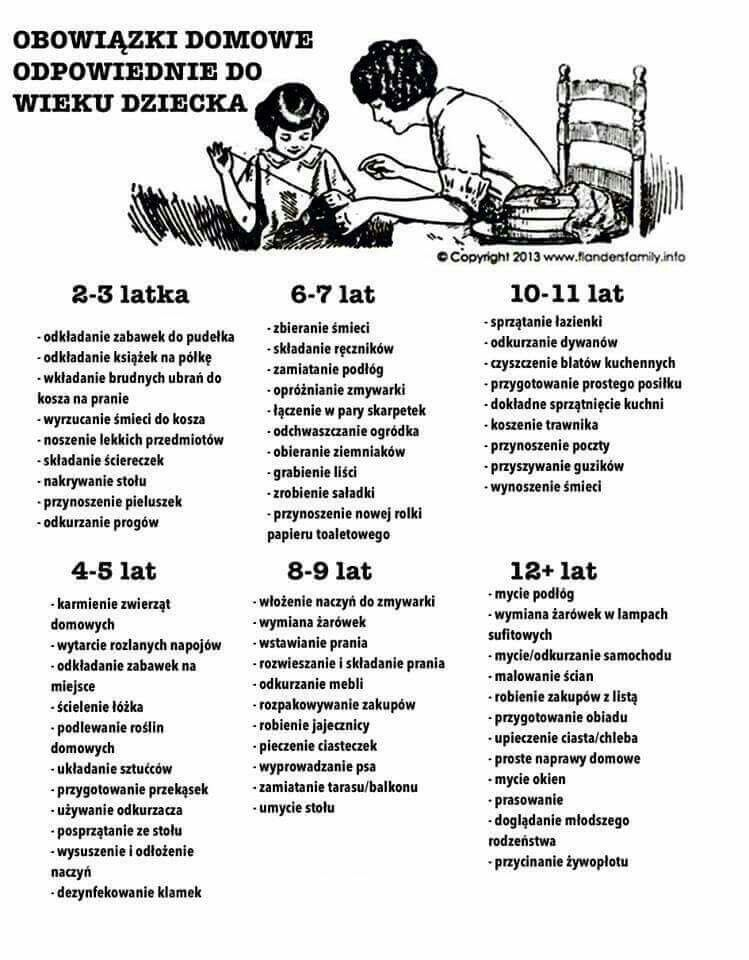 OBOWIĄZKI DOMOWE
ODPOWIEDNIE DO
WIEKU DZIECKA
© Copyright 2013 www.flandersfamily.info
2-3 latka
- odkładanie zabawek do pudełka
- odkładanie książek na półkę
- wkładanie brudnych ubrań do
kosza na pranie
- wyrzucanie śmieci do kosza
- noszenie lekkich przedmiotów
- składanie ściereczek
- nakrywanie stołu
- przynoszenie pieluszek
- odkurzanie progów
6-7 lat
- zbieranie śmieci
- składanie ręczników
- zamiatanie podłóg
- opróżnianie zmywarki
- łączenie w pary skarpetek
- odchwaszczanie ogródka
- obieranie ziemniaków
- grabienie liści
- zrobienie saładki
- przynoszenie nowej rolki
papieru toaletowego
10-11 lat
- sprzątanie łazienki
- odkurzanie dywanów
- czyszczenie blatów kuchennych
- przygotowanie prostego posiłku
- dokładne sprzątnięcie kuchni
- koszenie trawnika
- przynoszenie poczty
- przyszywanie guzików
- wynoszenie śmieci
4-5 lat
- karmienie zwierząt
domowych
- wytarcie rozlanych napojów
- odkładanie zabawek na
miejsce
- ścielenie łóżka
- podlewanie roślin
domowych
- układanie sztućców
- przygotowanie przekąsek
- używanie odkurzacza
- posprzątanie ze stołu
- wysuszenie i odłożenie
naczyń
- dezynfekowanie klamek
8-9 lat
- włożenie naczyń do zmywarki
- wymiana żarówek
- wstawianie prania
- rozwieszanie i składanie prania
- odkurzanie mebli
- rozpakowywanie zakupów
- robienie jajecznicy
- pieczenie ciasteczek
- wyprowadzanie psa
- zamiatanie tarasu/balkonu
- umycie stołu
12+ lat
- mycie podłóg
- wymiana żarówek w lampach
sufitowych
- mycie/odkurzanie samochodu
- malowanie ścian
- robienie zakupów z listą
- przygotowanie obiadu
- upieczenie ciasta/chleba
- proste naprawy domowe
- mycie okien
- prasowanie
- doglądanie młodszego
rodzeństwa
- przycinanie żywopłotu